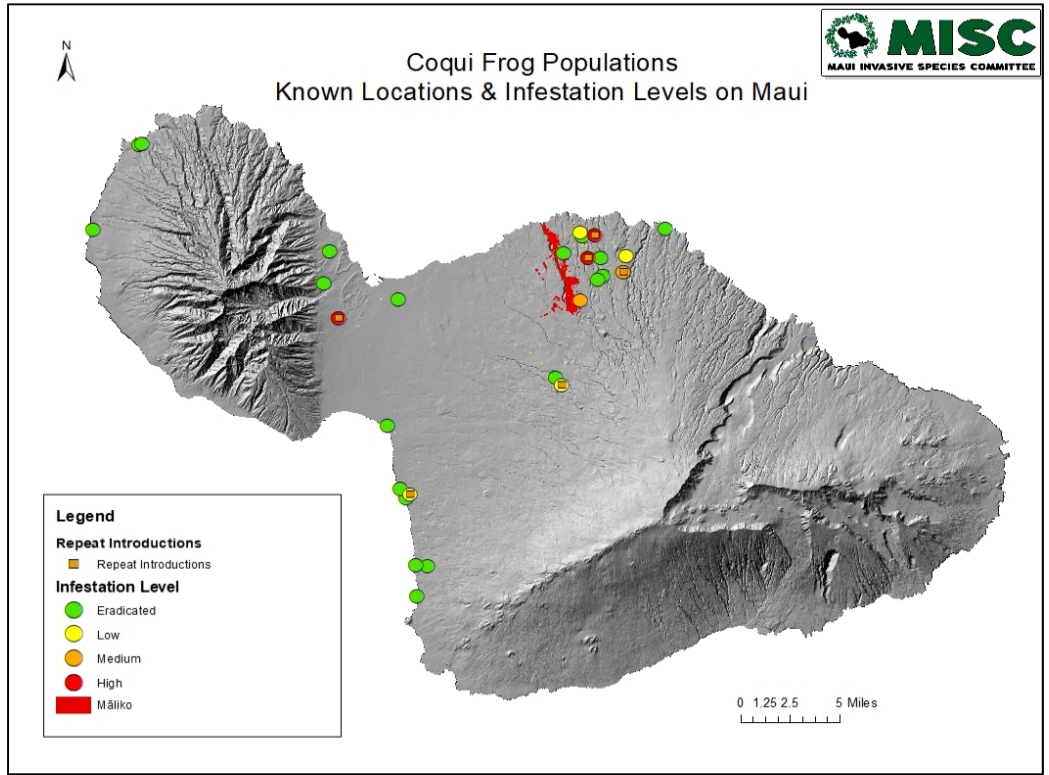 MISC
MAUI INVASIVE SPECIES COMMITTEE
N
Coqui Frog Populations
Known Locations & Infestation Levels on Maui
Legend
Repeat Introductions
Repeat Introductions
Infestation Level
Eradicated
Low
Medium
High
Māliko
0 1.25 2.5 5 Miles